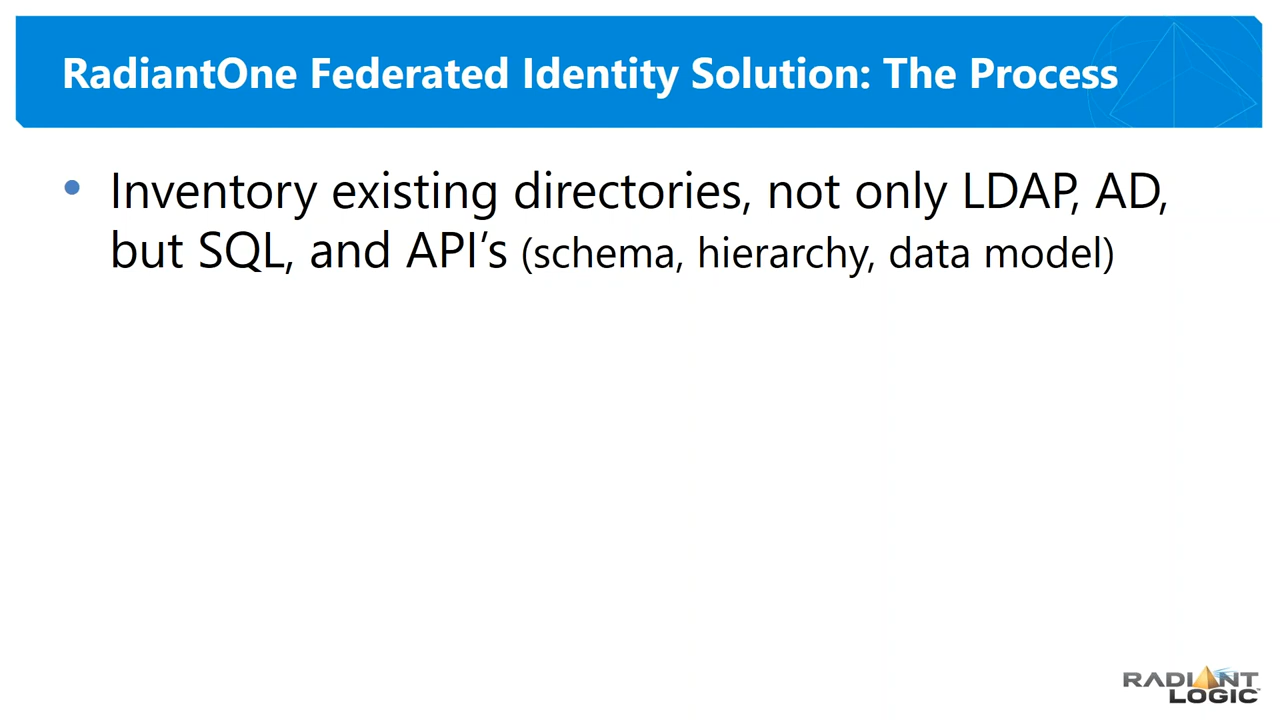 RadiantOne Federated Identity Solution: The Process
• Inventory existing directories, not only LDAP, AD,
but SQL, and API’s (schema, hierarchy, data model)
RADIANT
LOGIC™